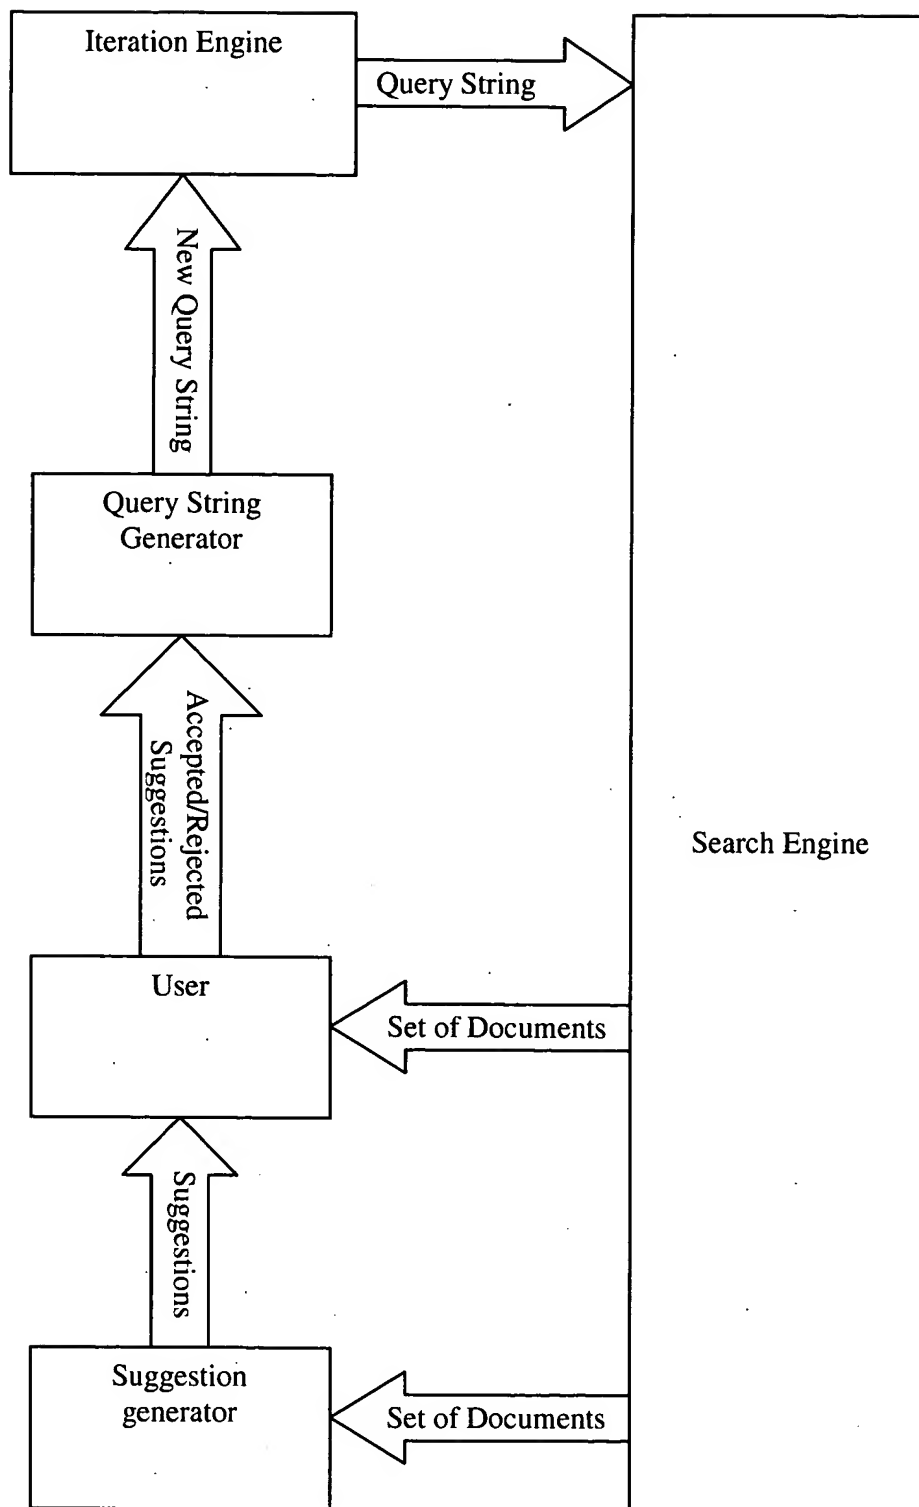 Iteration Engine
Query String
New Query String
Query String
Generator
Accepted/Rejected
Suggestions
Search Engine
User
Set of Documents
Suggestions
Suggestion
generator
Set of Documents